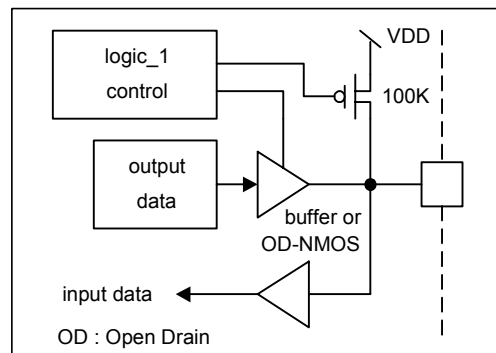 VDD
logic_1
control
100K
output
data
buffer or
OD-NMOS
input data
OD : Open Drain